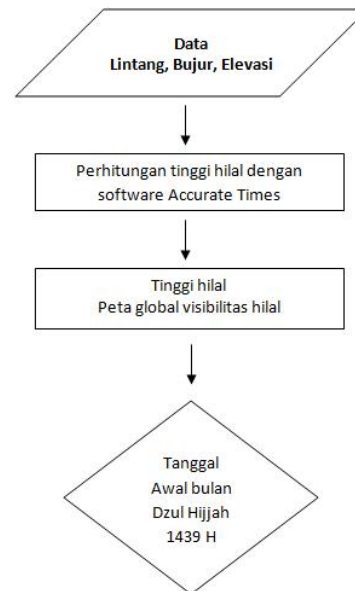 Data
Lintang, Bujur, Elevasi
Perhitungan tinggi hilal dengan
software Accurate Times
Tinggi hilal
Peta global visibilitas hilal
Tanggal
Awal bulan
Dzul Hijjah
1439 H